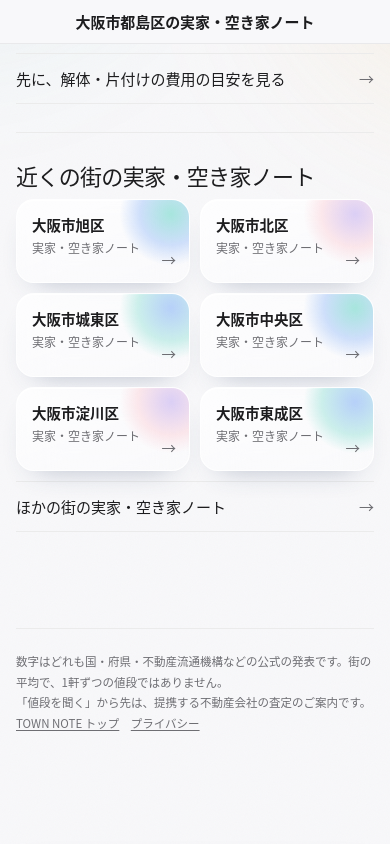 大阪市都島区の実家・空き家ノート
先に、解体・片付けの費用の目安を見る →
近くの街の実家・空き家ノート
大阪市旭区
実家・空き家ノート
→
大阪市北区
実家・空き家ノート
→
大阪市城東区
実家・空き家ノート
→
大阪市中央区
実家・空き家ノート
→
大阪市淀川区
実家・空き家ノート
→
大阪市東成区
実家・空き家ノート
→
ほかの街の実家・空き家ノート →
数字はどれも国・府県・不動産流通機構などの公式の発表です。街の
平均で、1軒ずつの値段ではありません。
「値段を聞く」から先は、提携する不動産会社の査定のご案内です。
TOWN NOTE トップ プライバシー